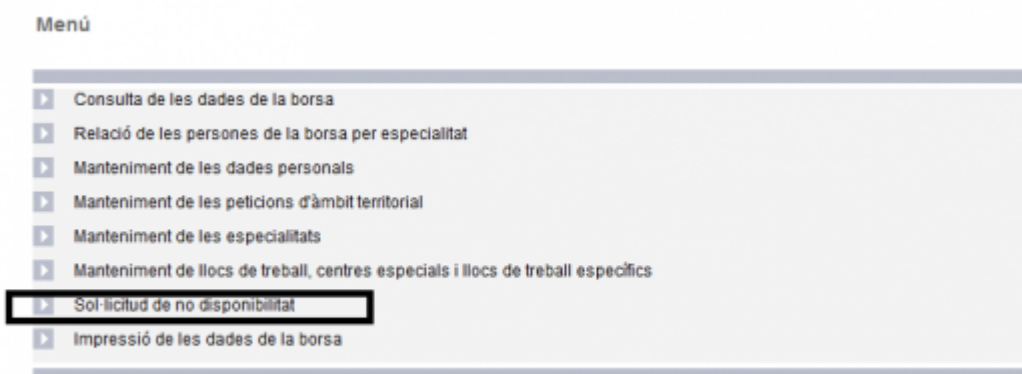 Menú
Consulta de les dades de la borsa
Relació de les persones de la borsa per especialitat
Manteniment de les dades personals
Manteniment de les peticions d'àmbit territorial
Manteniment de les especialitats
Manteniment de llocs de treball, centres especials i llocs de treball específics
Sol·licitud de no disponibilitat
Impressió de les dades de la borsa